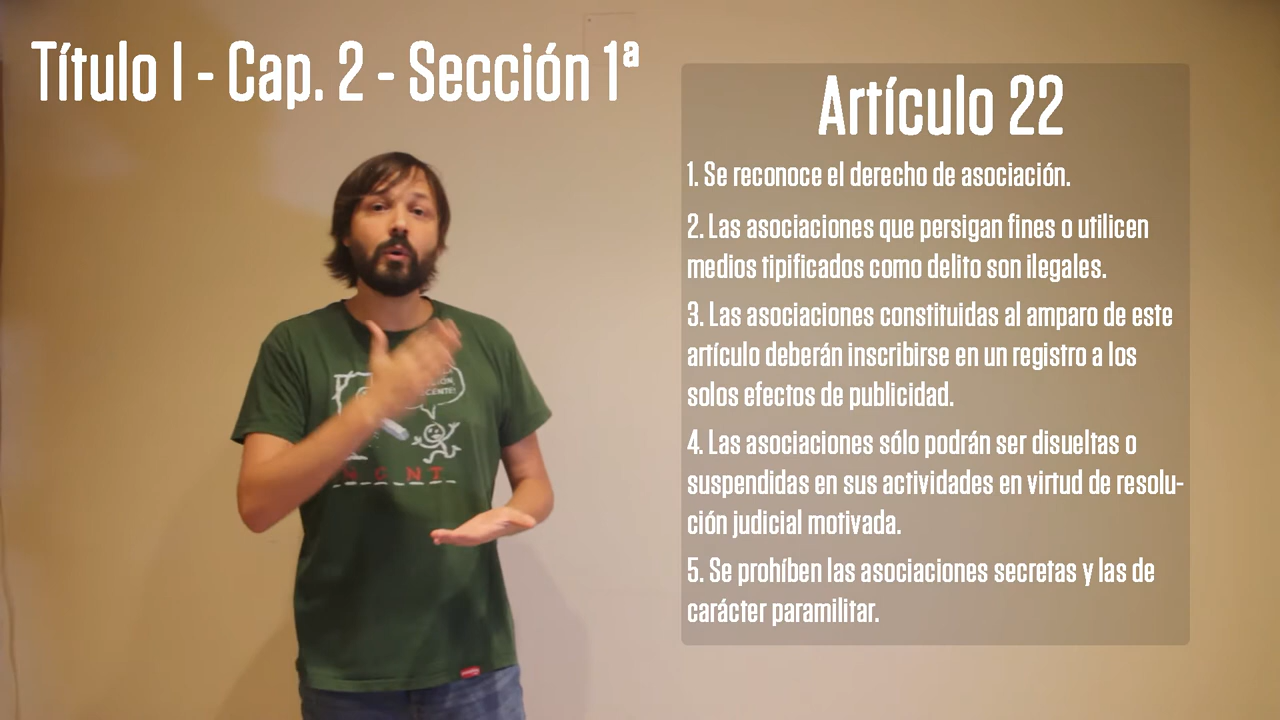 Título I - Cap. 2 - Sección 1ª
Artículo 22
1. Se reconoce el derecho de asociación.
2. Las asociaciones que persigan fines o utilicen
medios tipificados como delito son ilegales.
3. Las asociaciones constituidas al amparo de este
artículo deberán inscribirse en un registro a los
solos efectos de publicidad.
4. Las asociaciones sólo podrán ser disueltas o
suspendidas en sus actividades en virtud de resolu-
ción judicial motivada.
5. Se prohíben las asociaciones secretas y las de
carácter paramilitar.
N T